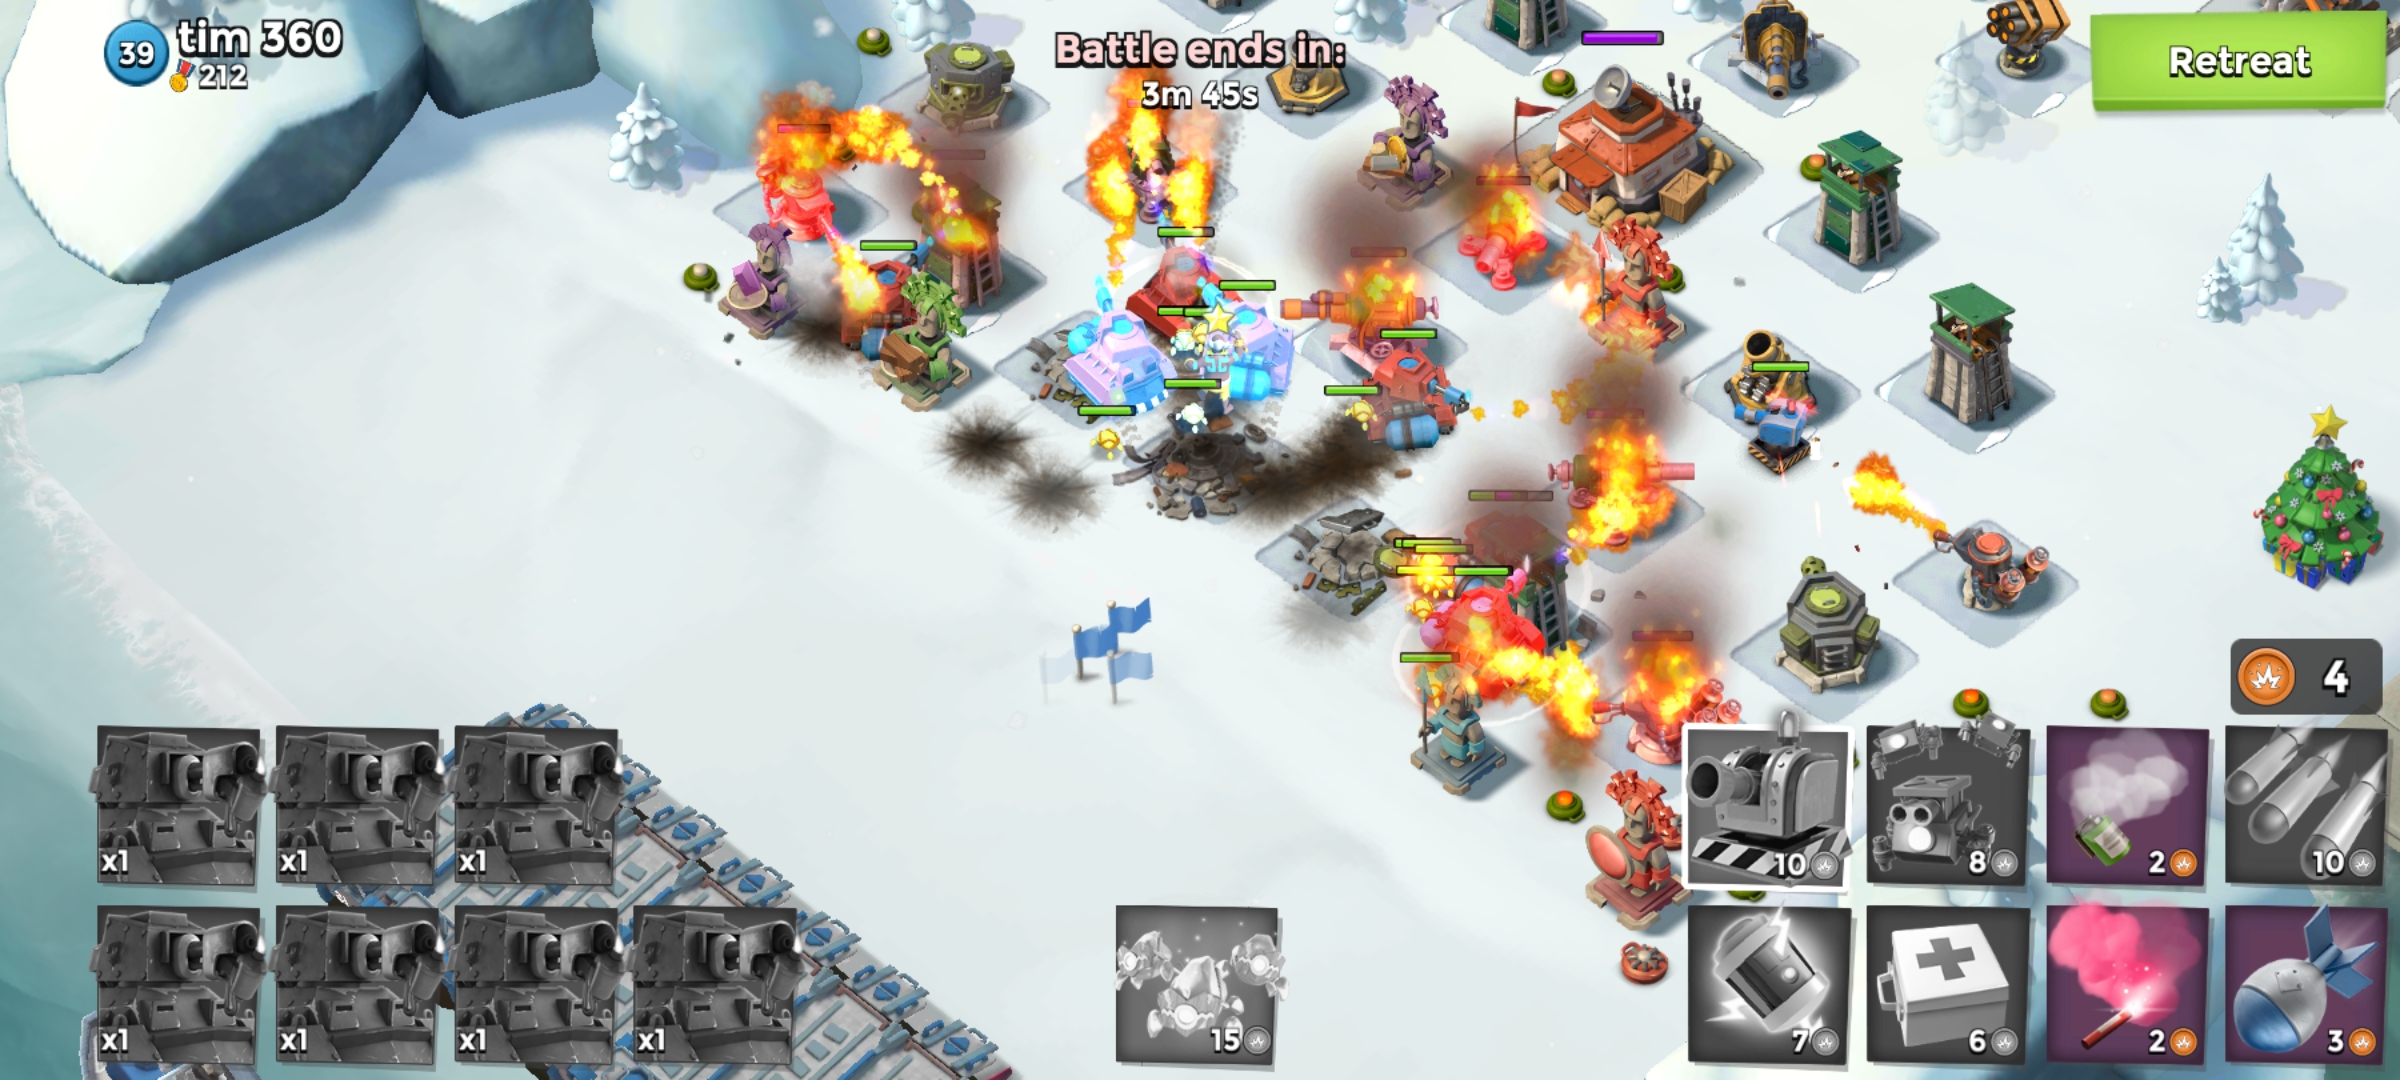 39 tim 360
212
Battle ends in:
3m 45s
Retreat
4
x1 x1 x1
10 8 2 10
x1 x1 x1 x1
15
7 6 2 3